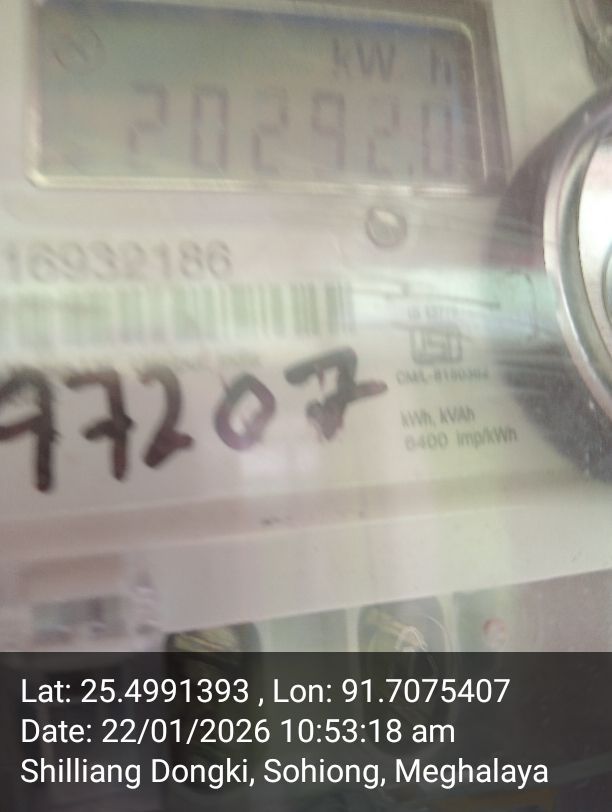 kW h
20292.0
16932186
97207
kWh, kVAh
6400 imp/kWh
Lat: 25.4991393 , Lon: 91.7075407
Date: 22/01/2026 10:53:18 am
Shilliang Dongki, Sohiong, Meghalaya